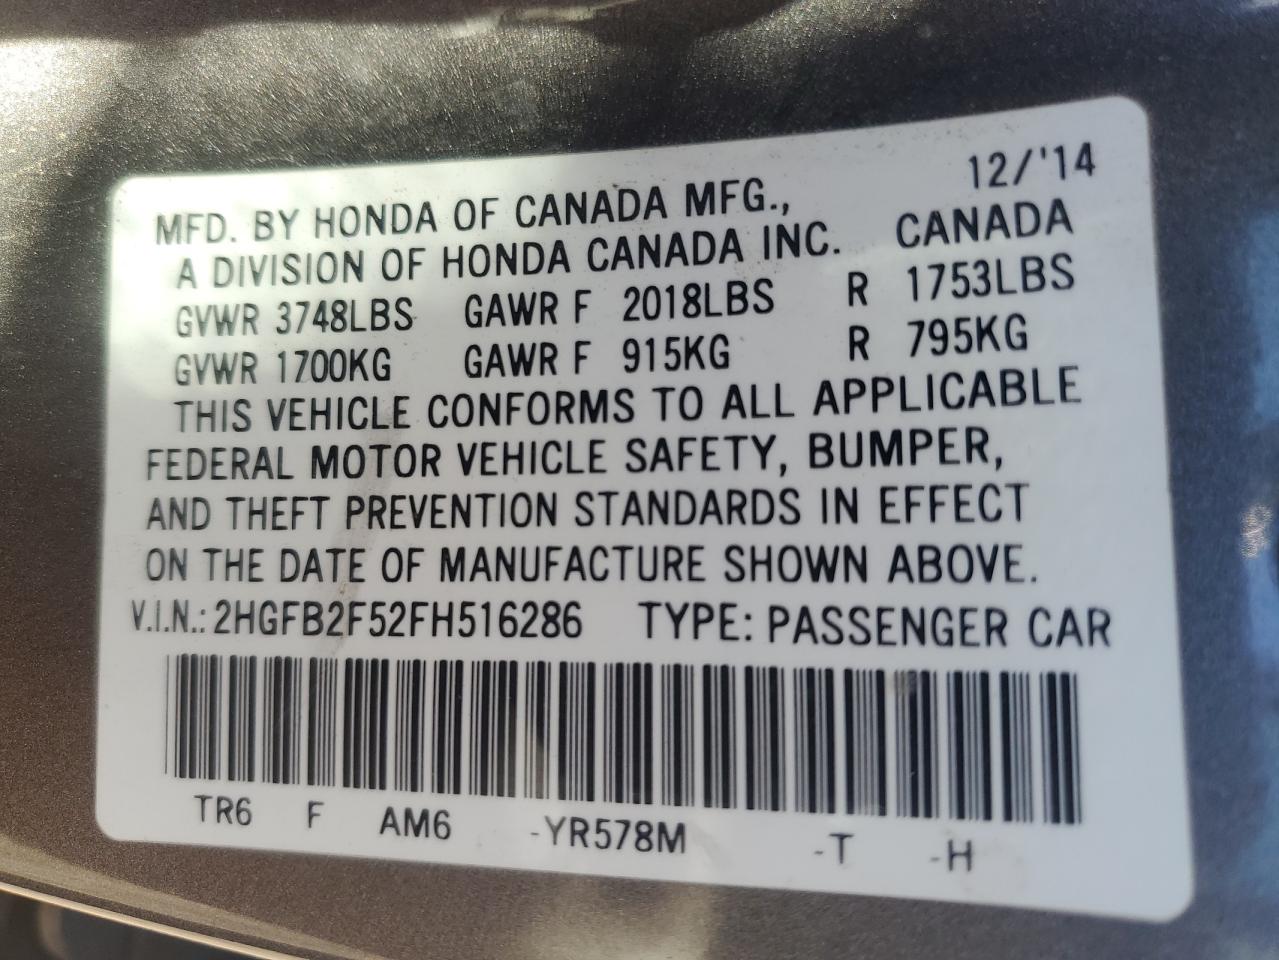 12/'14
MFD. BY HONDA OF CANADA MFG.,
A DIVISION OF HONDA CANADA INC. CANADA
GVWR 3748LBS GAWR F 2018LBS R 1753LBS
GVWR 1700KG GAWR F 915KG R 795KG
THIS VEHICLE CONFORMS TO ALL APPLICABLE
FEDERAL MOTOR VEHICLE SAFETY, BUMPER,
AND THEFT PREVENTION STANDARDS IN EFFECT
ON THE DATE OF MANUFACTURE SHOWN ABOVE.
V.I.N.: 2HGFB2F52FH516286 TYPE: PASSENGER CAR
TR6 F AM6 -YR578M -T -H